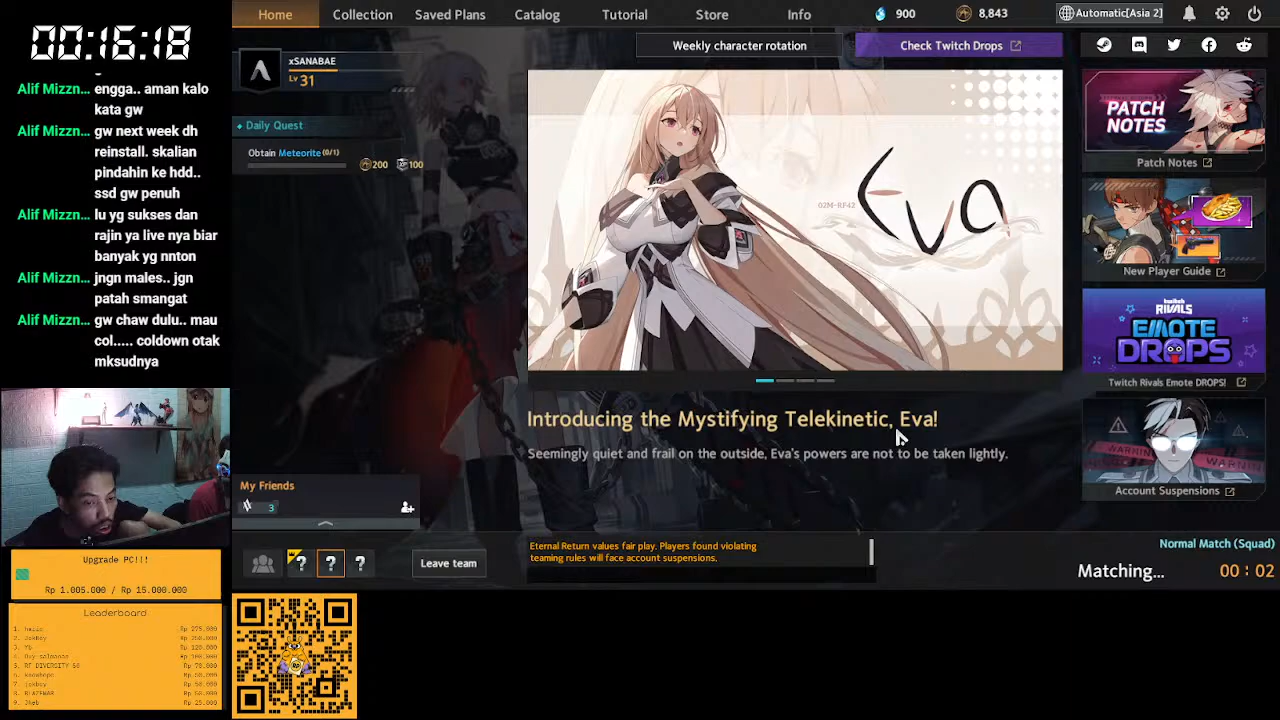 00:16:18
Alif Mizzn... engga.. aman kalo
kata gw
Alif Mizzn... gw next week dh
reinstall. skalian
pindahin ke hdd..
ssd gw penuh
Alif Mizzn... lu yg sukses dan
rajin ya live nya biar
banyak yg nnton
Alif Mizzn... jngn males.. jgn
patah smangat
Alif Mizzn... gw chaw dulu.. mau
col..... coldown otak
mksudnya
Upgrade PC!!!
Rp 1.005.000 / Rp 15.000.000
Leaderboard
Home Collection Saved Plans Catalog Tutorial Store Info 900 8,843 Automatic[Asia 2]
xSANABAE
Lv 31
Daily Quest
Obtain Meteorite (0/1)
200 100
My Friends
3
? ? ? Leave team
Weekly character rotation Check Twitch Drops
02M-RF42
Eva
Introducing the Mystifying Telekinetic, Eva!
Seemingly quiet and frail on the outside, Eva's powers are not to be taken lightly.
Eternal Return values fair play. Players found violating
teaming rules will face account suspensions.
PATCH
NOTES
Patch Notes
New Player Guide
twitch
RIVALS
EMOTE
DROPS
Twitch Rivals Emote DROPS!
WARNING
Account Suspensions
Normal Match (Squad)
Matching... 00 : 02